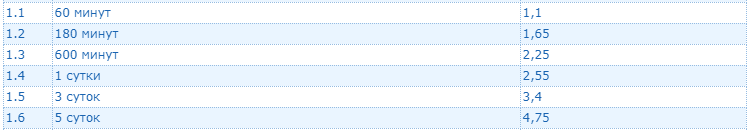 1.1 60 минут 1,1
1.2 180 минут 1,65
1.3 600 минут 2,25
1.4 1 сутки 2,55
1.5 3 суток 3,4
1.6 5 суток 4,75